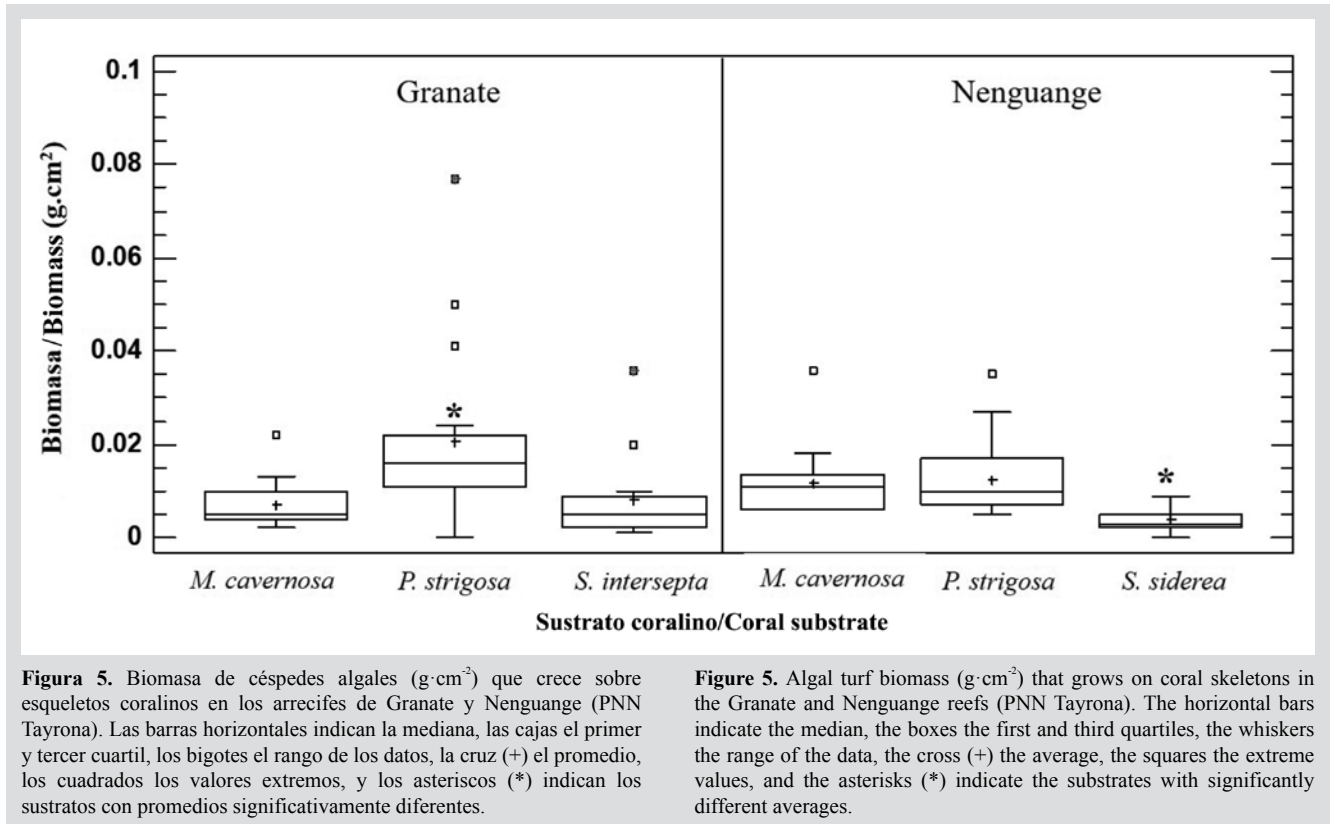 Granate
Nenguange
Biomasa/Biomass (g.cm²)
0.1
0.08
0.06
0.04
0.02
0
*
*
M. cavernosa
P. strigosa
S. intersepta
M. cavernosa
P. strigosa
S. siderea
Sustrato coralino/Coral substrate
Figura 5. Biomasa de céspedes algales (g·cm⁻²) que crece sobre
esqueletos coralinos en los arrecifes de Granate y Nenguange (PNN
Tayrona). Las barras horizontales indican la mediana, las cajas el primer
y tercer cuartil, los bigotes el rango de los datos, la cruz (+) el promedio,
los cuadrados los valores extremos, y los asteriscos (*) indican los
sustratos con promedios significativamente diferentes.
Figure 5. Algal turf biomass (g·cm⁻²) that grows on coral skeletons in
the Granate and Nenguange reefs (PNN Tayrona). The horizontal bars
indicate the median, the boxes the first and third quartiles, the whiskers
the range of the data, the cross (+) the average, the squares the extreme
values, and the asterisks (*) indicate the substrates with significantly
different averages.